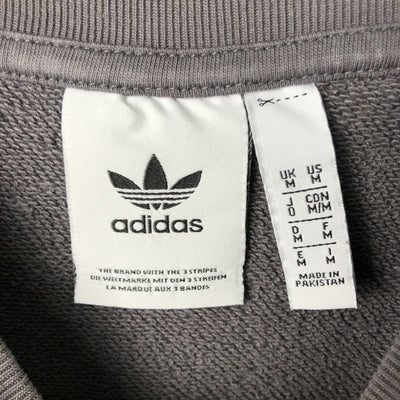 adidas
THE BRAND WITH THE 3 STRIPES
DIE WELTMARKE MIT DEN 3 STREIFEN
LA MARQUE AUX 3 BANDES
UK US
M M
J CDN
O M/M
D F
M M
E I
M M
MADE IN
PAKISTAN